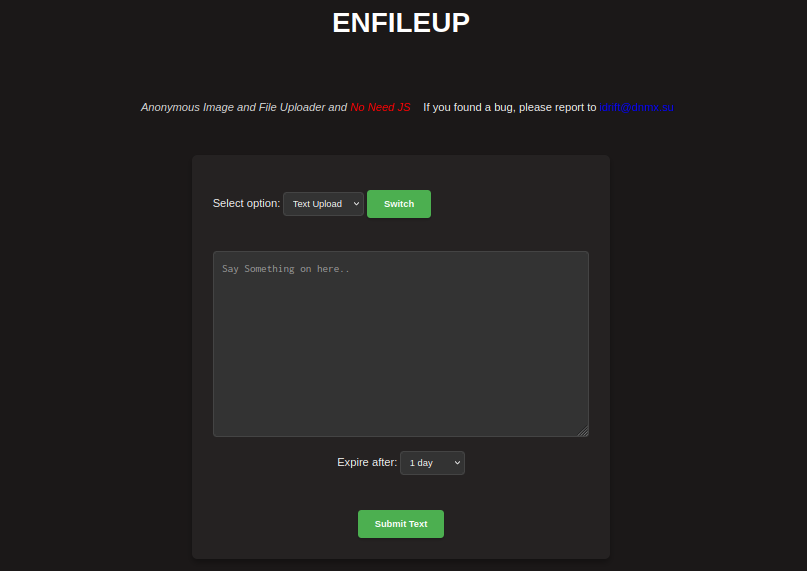 ENFILEUP
Anonymous Image and File Uploader and No Need JS If you found a bug, please report to
Select option: Text Upload Switch
Say Something on here..
Expire after: 1 day
Submit Text